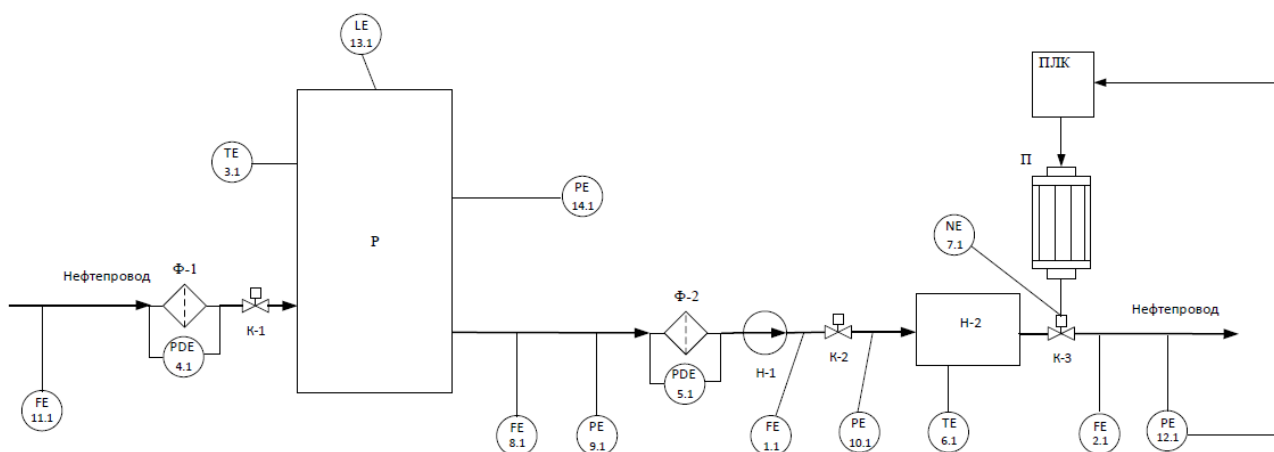 LE
13.1
ПЛК
TE
3.1
П
PE
14.1
NE
7.1
Р
Нефтепровод
Ф-1
Ф-2
Нефтепровод
К-1
Н-2
PDE
4.1
PDE
5.1
Н-1
К-2
К-3
FE
11.1
FE
8.1
PE
9.1
FE
1.1
PE
10.1
TE
6.1
FE
2.1
PE
12.1